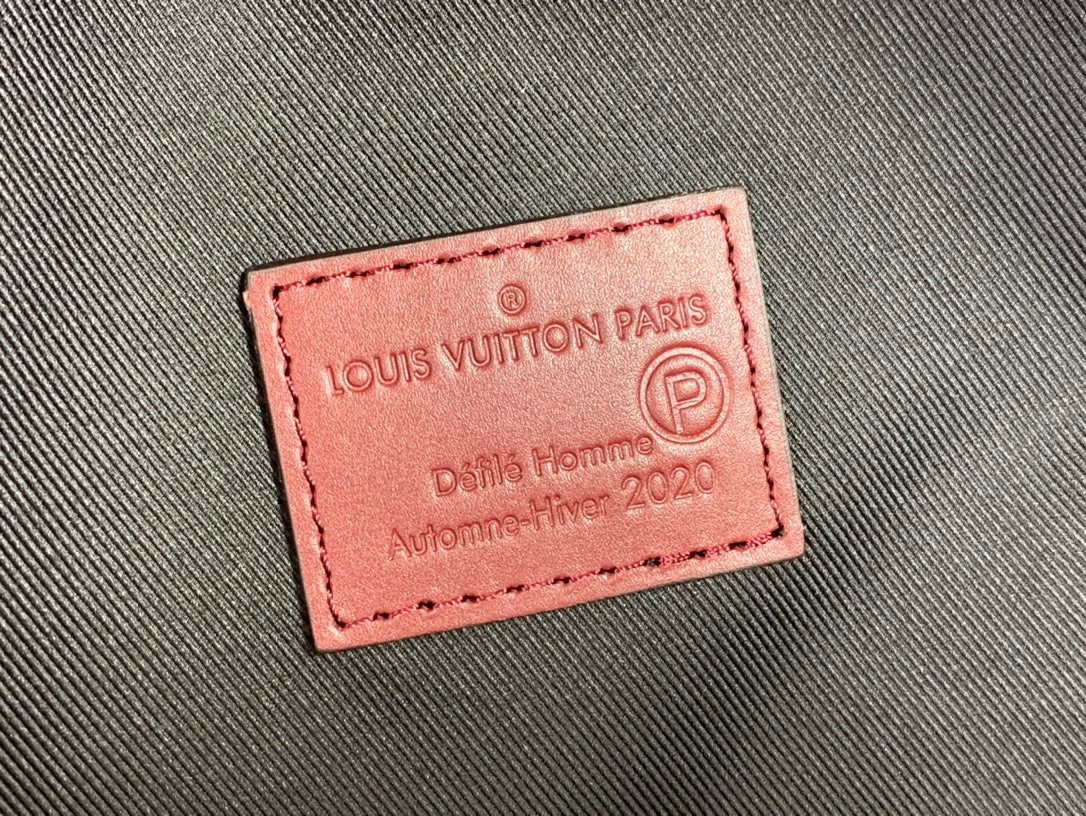 ®
LOUIS VUITTON PARIS
Ⓟ
Défilé Homme
Automne-Hiver 2020